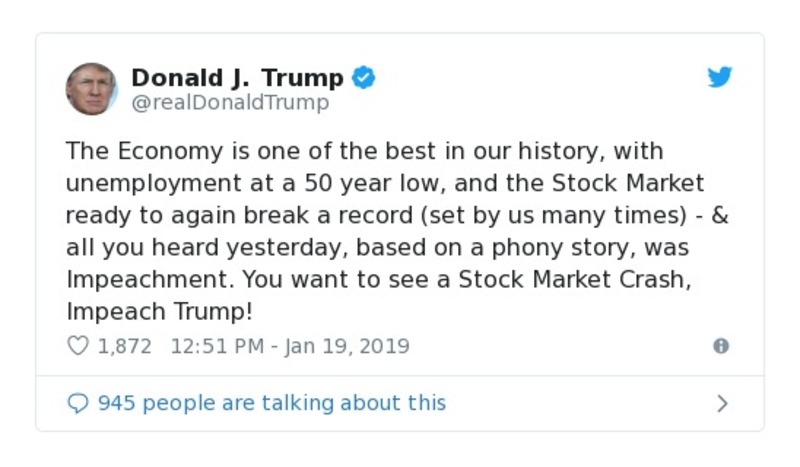 Donald J. Trump
@realDonaldTrump
The Economy is one of the best in our history, with
unemployment at a 50 year low, and the Stock Market
ready to again break a record (set by us many times) - &
all you heard yesterday, based on a phony story, was
Impeachment. You want to see a Stock Market Crash,
Impeach Trump!
1,872 12:51 PM - Jan 19, 2019
945 people are talking about this